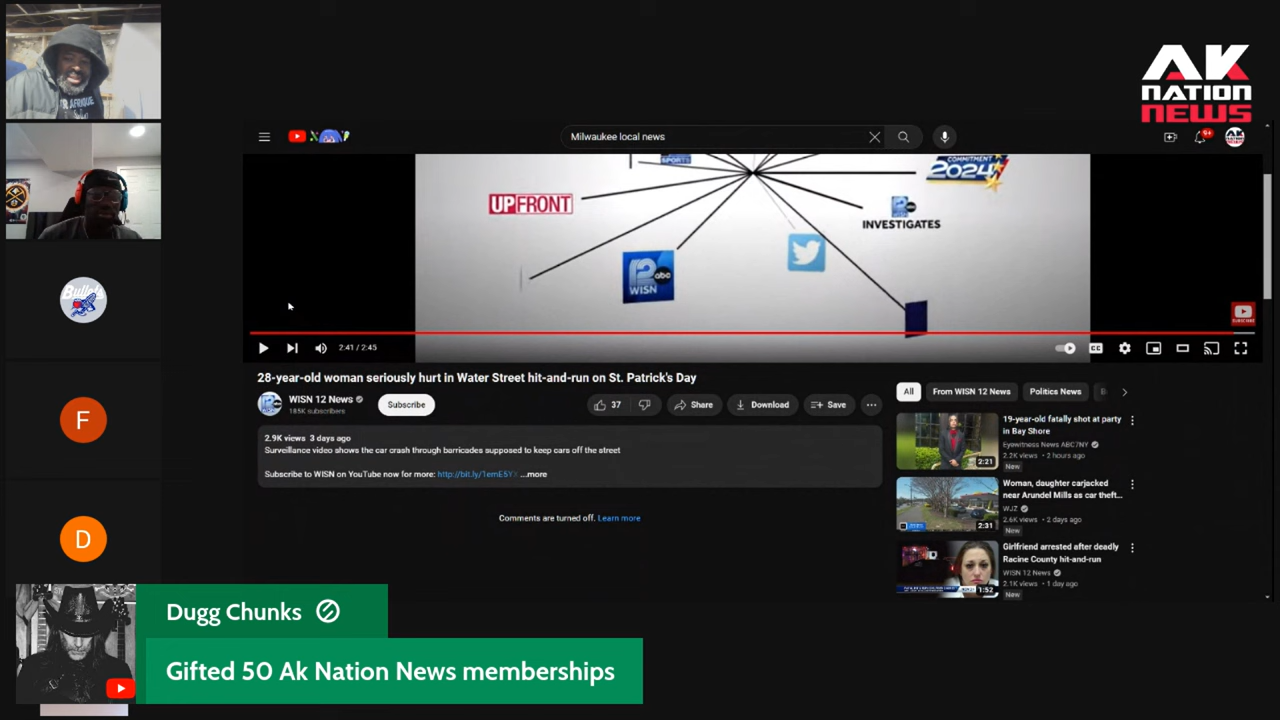 AK
NATION
NEWS
Milwaukee local news
9+
SPORTS
COMMITMENT
2024
UPFRONT
INVESTIGATES
12
abc
WISN
SUBSCRIBE
2:41 / 2:45
CC
28-year-old woman seriously hurt in Water Street hit-and-run on St. Patrick's Day
WISN 12 News
185K subscribers
Subscribe
37
Share
Download
Save
2.9K views 3 days ago
Surveillance video shows the car crash through barricades supposed to keep cars off the street
Subscribe to WISN on YouTube now for more: ...more
Comments are turned off. Learn more
All
From WISN 12 News
Politics News
19-year-old fatally shot at party
in Bay Shore
Eyewitness News ABC7NY
2.2K views • 2 hours ago
New
2:21
Woman, daughter carjacked
near Arundel Mills as car theft...
WJZ
2.6K views • 2 days ago
New
2:31
Girlfriend arrested after deadly
Racine County hit-and-run
WISN 12 News
2.1K views • 1 day ago
New
1:52
Bullets
F
D
Dugg Chunks
Gifted 50 Ak Nation News memberships